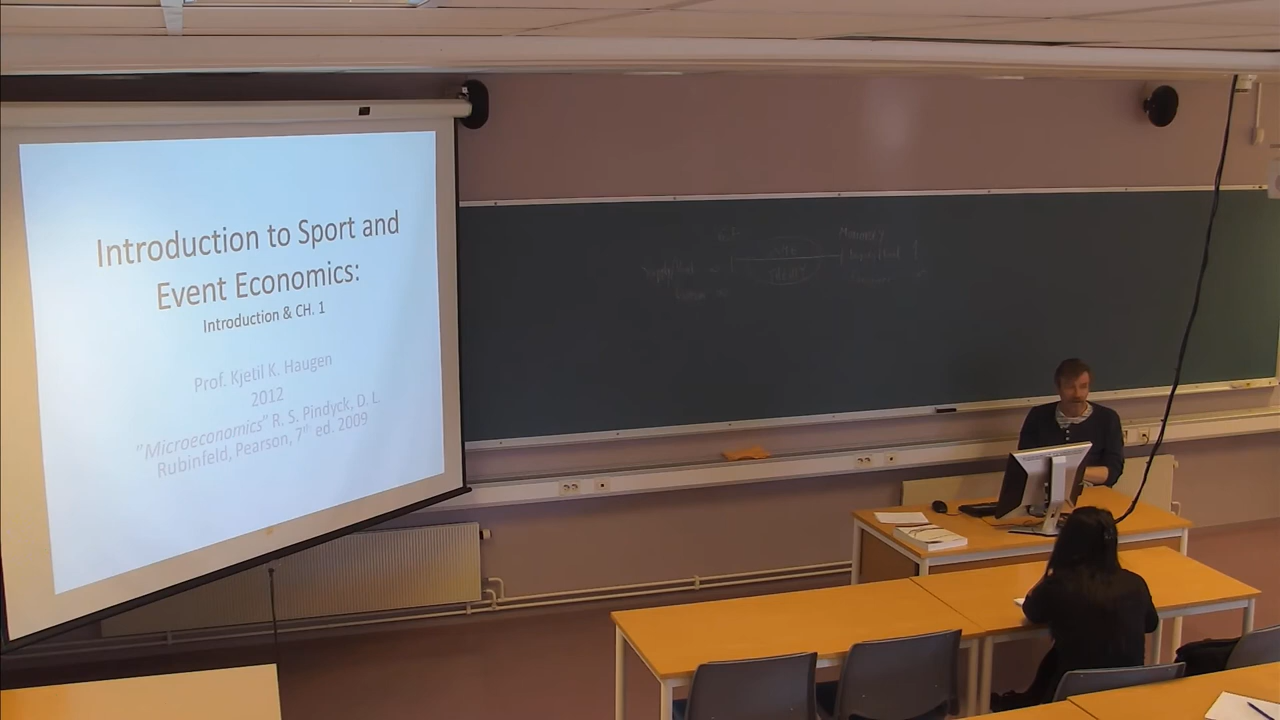 Introduction to Sport and
Event Economics:
Introduction & CH. 1
Prof. Kjetil K. Haugen
2012
"Microeconomics" R. S. Pindyck, D. L.
Rubinfeld, Pearson, 7th ed. 2009